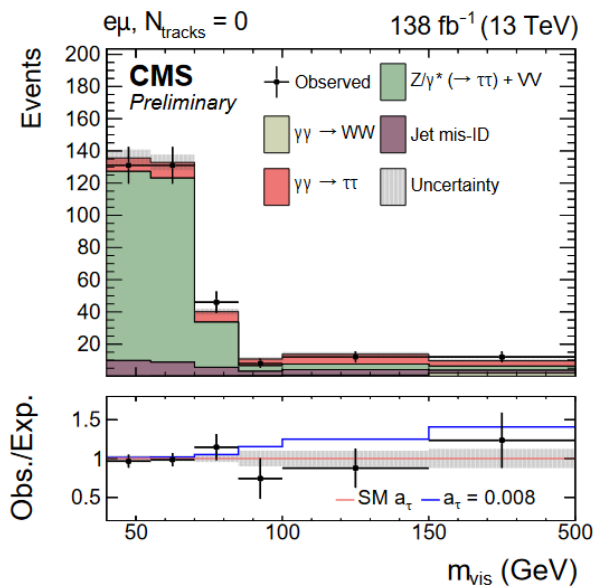 eμ, N_tracks = 0 138 fb⁻¹ (13 TeV)
CMS
Preliminary
Observed
Z/γ* (→ ττ) + VV
γγ → WW
Jet mis-ID
γγ → ττ
Uncertainty
Events
200
180
160
140
120
100
80
60
40
20
Obs./Exp.
1.5
1
0.5
SM a_τ
a_τ = 0.008
50 100 150 500
m_vis (GeV)